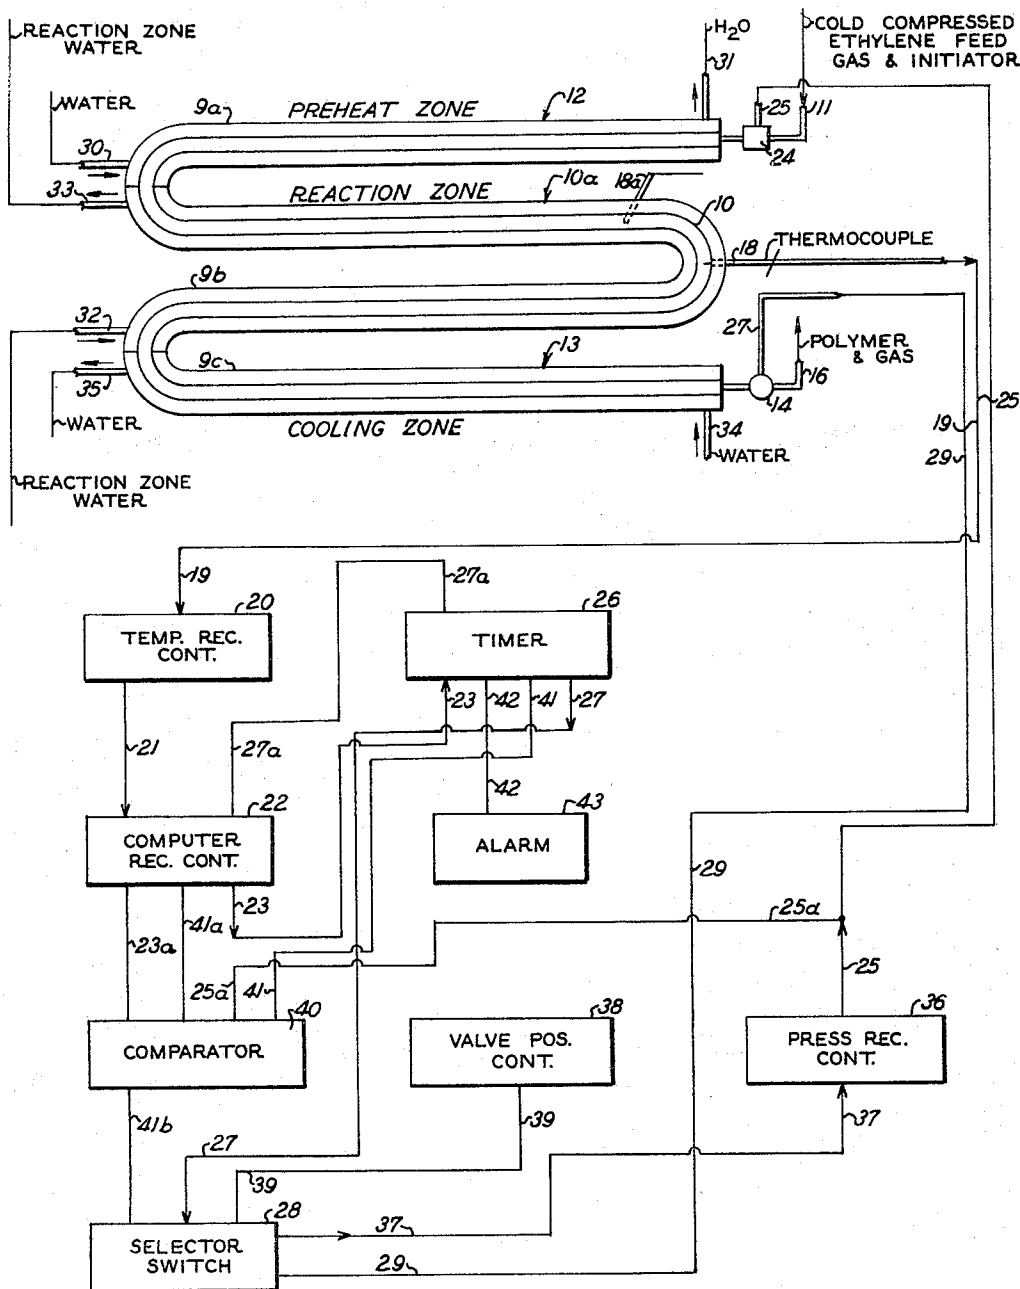 REACTION ZONE
WATER
H2O
COLD COMPRESSED
ETHYLENE FEED
GAS & INITIATOR
31
WATER
9a
PREHEAT ZONE
12
25
111
30
24
33
REACTION ZONE
10a
18a
10
18
THERMOCOUPLE
9b
32
27
POLYMER
& GAS
13
9c
35
16
14
WATER
COOLING ZONE
34
WATER
19
25
29
REACTION ZONE
WATER
19
27a
20
26
TEMP. REC.
CONT.
TIMER
23
42
41
27
21
27a
42
22
43
COMPUTER
REC. CONT.
ALARM
29
23
41a
23a
25a
25a
41
25
40
38
36
COMPARATOR
VALVE POS.
CONT.
PRESS REC.
CONT.
41b
39
37
27
39
28
37
SELECTOR
SWITCH
29